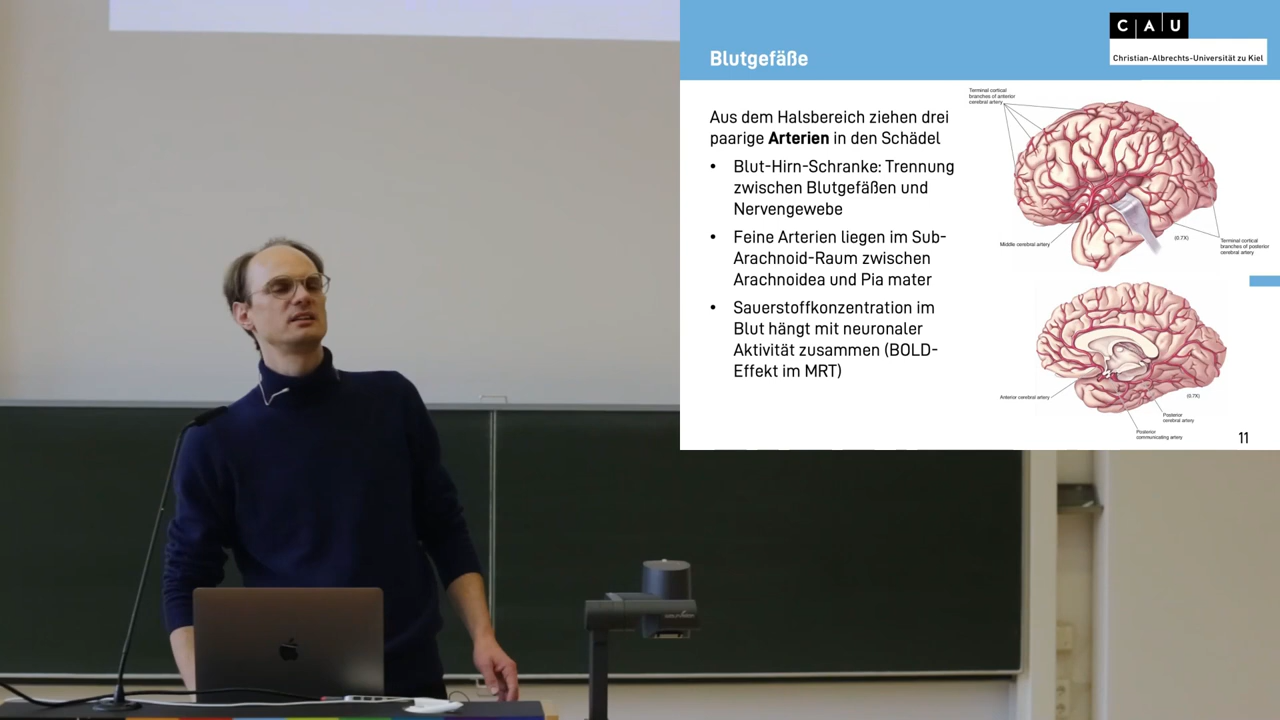 Blutgefäße
C A U
Christian-Albrechts-Universität zu Kiel
Aus dem Halsbereich ziehen drei
paarige Arterien in den Schädel
• Blut-Hirn-Schranke: Trennung
zwischen Blutgefäßen und
Nervengewebe
• Feine Arterien liegen im Sub-
Arachnoid-Raum zwischen
Arachnoidea und Pia mater
• Sauerstoffkonzentration im
Blut hängt mit neuronaler
Aktivität zusammen (BOLD-
Effekt im MRT)
Terminal cortical
branches of anterior
cerebral artery
Middle cerebral artery
(0.7X)
Terminal cortical
branches of posterior
cerebral artery
Anterior cerebral artery
(0.7X)
Posterior
cerebral artery
Posterior
communicating artery
11